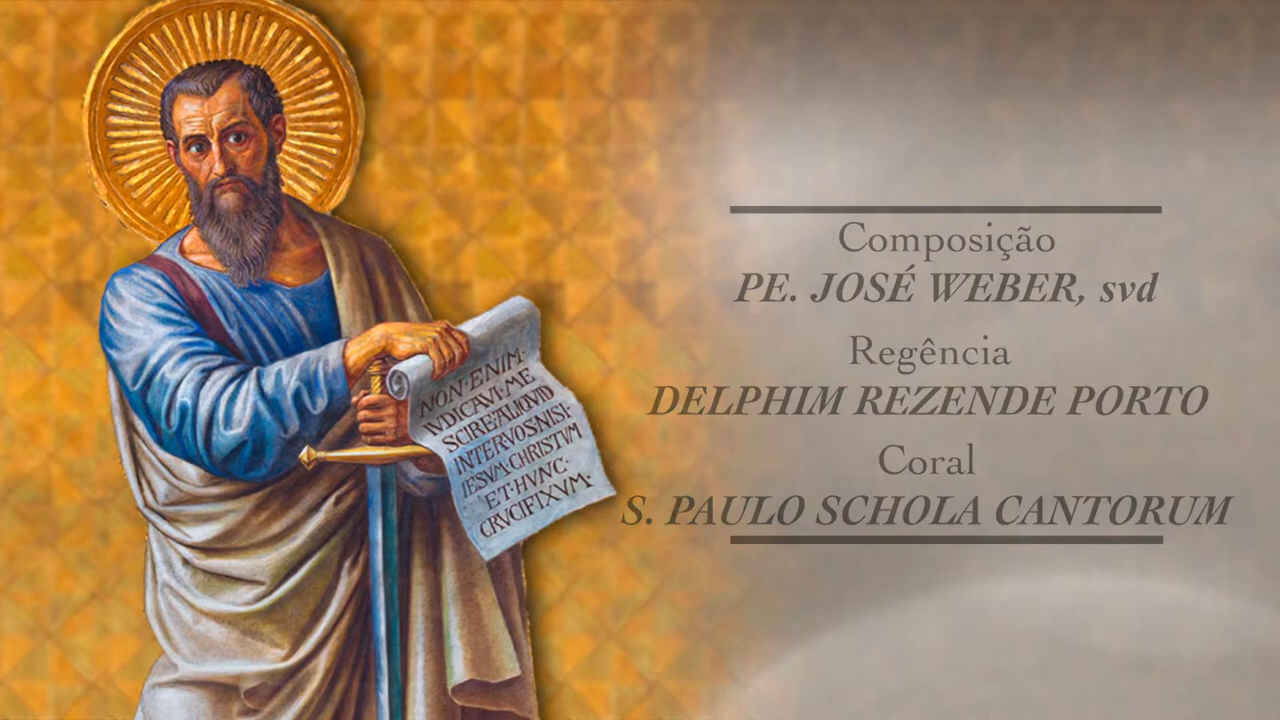 NON·ENIM·
IVDICAVI·ME
SCIRE·ALIQVID
INTER·VOS·NISI·
IESVM·CHRISTVM
ET·HVNC·
CRVCIFIXVM·
Composição
PE. JOSÉ WEBER, svd
Regência
DELPHIM REZENDE PORTO
Coral
S. PAULO SCHOLA CANTORUM